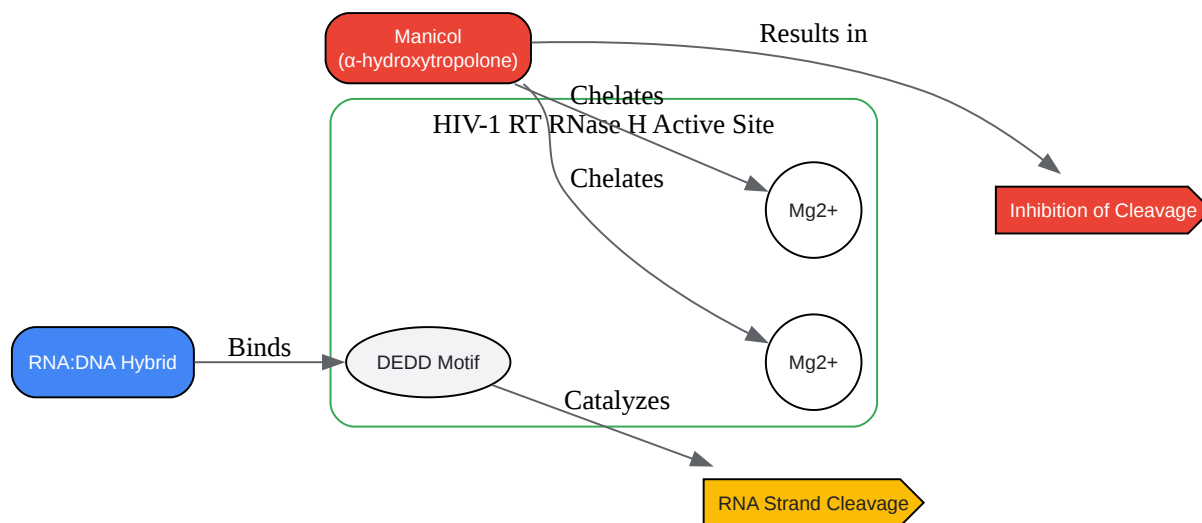 Manicol
(α-hydroxytropolone)
Results in
Chelates
HIV-1 RT RNase H Active Site
Chelates
Mg2+
Inhibition of Cleavage
RNA:DNA Hybrid
Binds
DEDD Motif
Mg2+
Catalyzes
RNA Strand Cleavage